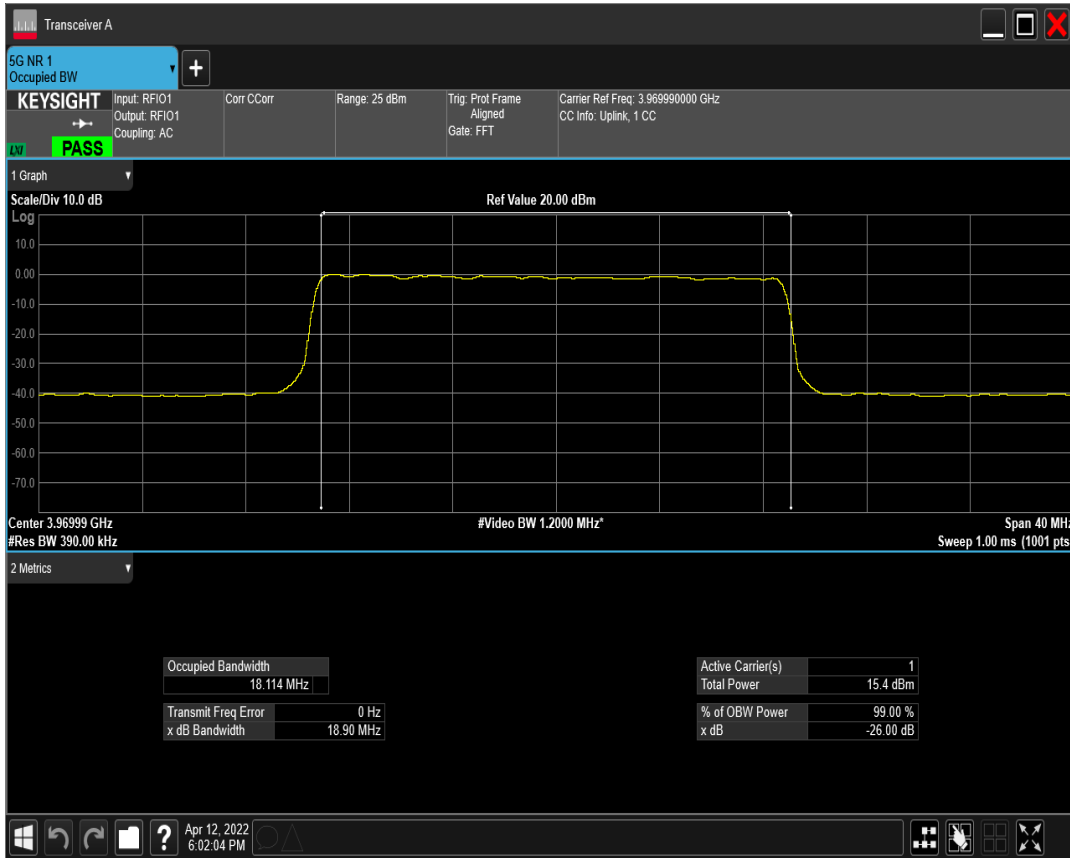 Transceiver A
5G NR 1
Occupied BW
KEYSIGHT
Input: RFIO1
Output: RFIO1
Coupling: AC
Corr CCorr
Range: 25 dBm
Trig: Prot Frame
Aligned
Gate: FFT
Carrier Ref Freq: 3.969990000 GHz
CC Info: Uplink, 1 CC
LXI
PASS
1 Graph
Scale/Div 10.0 dB
Ref Value 20.00 dBm
Log
10.0
0.00
-10.0
-20.0
-30.0
-40.0
-50.0
-60.0
-70.0
Center 3.96999 GHz
#Video BW 1.2000 MHz*
Span 40 MHz
#Res BW 390.00 kHz
Sweep 1.00 ms (1001 pts
2 Metrics
Occupied Bandwidth
18.114 MHz
Transmit Freq Error 0 Hz
x dB Bandwidth 18.90 MHz
Active Carrier(s) 1
Total Power 15.4 dBm
% of OBW Power 99.00 %
x dB -26.00 dB
?
Apr 12, 2022
6:02:04 PM